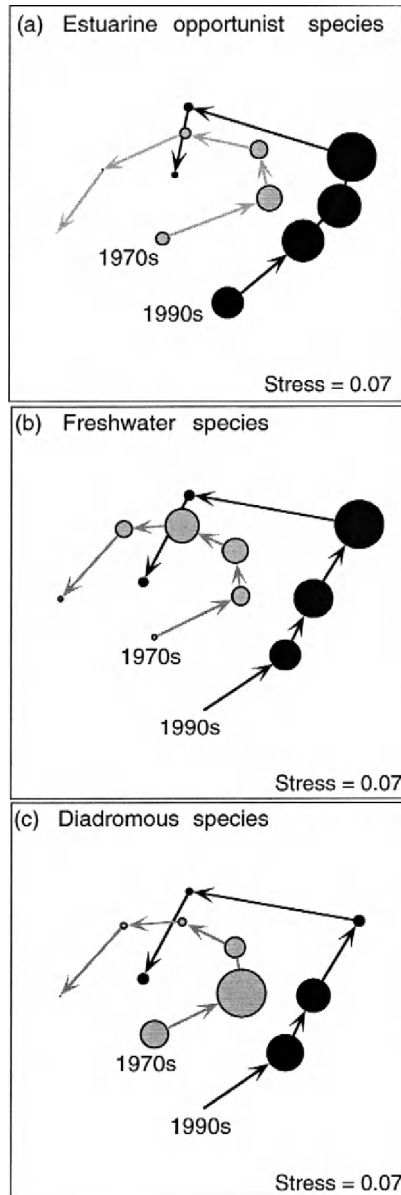 (a) Estuarine opportunist species
1970s
1990s
Stress = 0.07
(b) Freshwater species
1970s
1990s
Stress = 0.07
(c) Diadromous species
1970s
1990s
Stress = 0.07